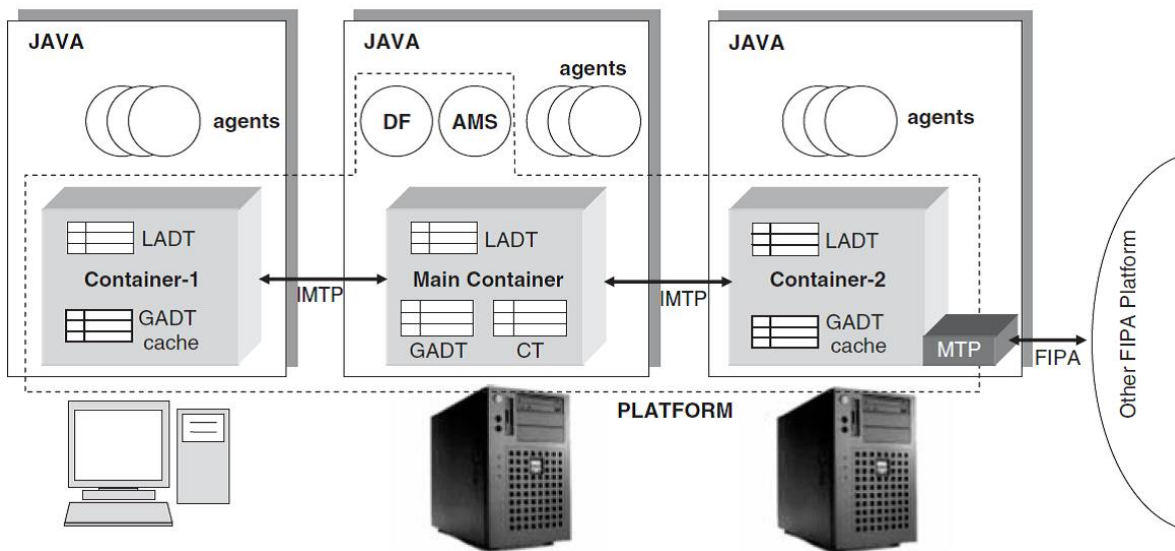 JAVA
agents
LADT
Container-1
GADT
cache
IMTP
JAVA
agents
DF
AMS
LADT
Main Container
GADT
CT
IMTP
JAVA
agents
LADT
Container-2
GADT
cache
MTP
FIPA
Other FIPA Platform
PLATFORM